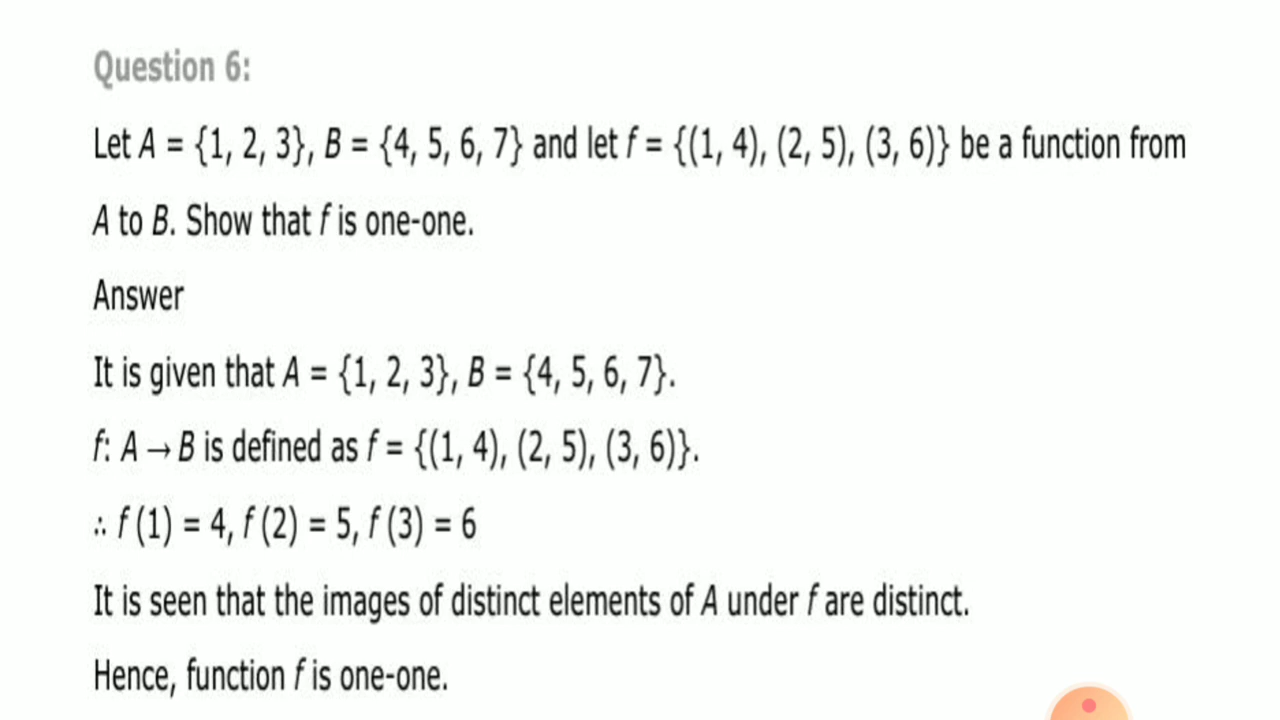 Question 6:
Let A = {1, 2, 3}, B = {4, 5, 6, 7} and let f = {(1, 4), (2, 5), (3, 6)} be a function from
A to B. Show that f is one-one.
Answer
It is given that A = {1, 2, 3}, B = {4, 5, 6, 7}.
f: A → B is defined as f = {(1, 4), (2, 5), (3, 6)}.
∴ f (1) = 4, f (2) = 5, f (3) = 6
It is seen that the images of distinct elements of A under f are distinct.
Hence, function f is one-one.